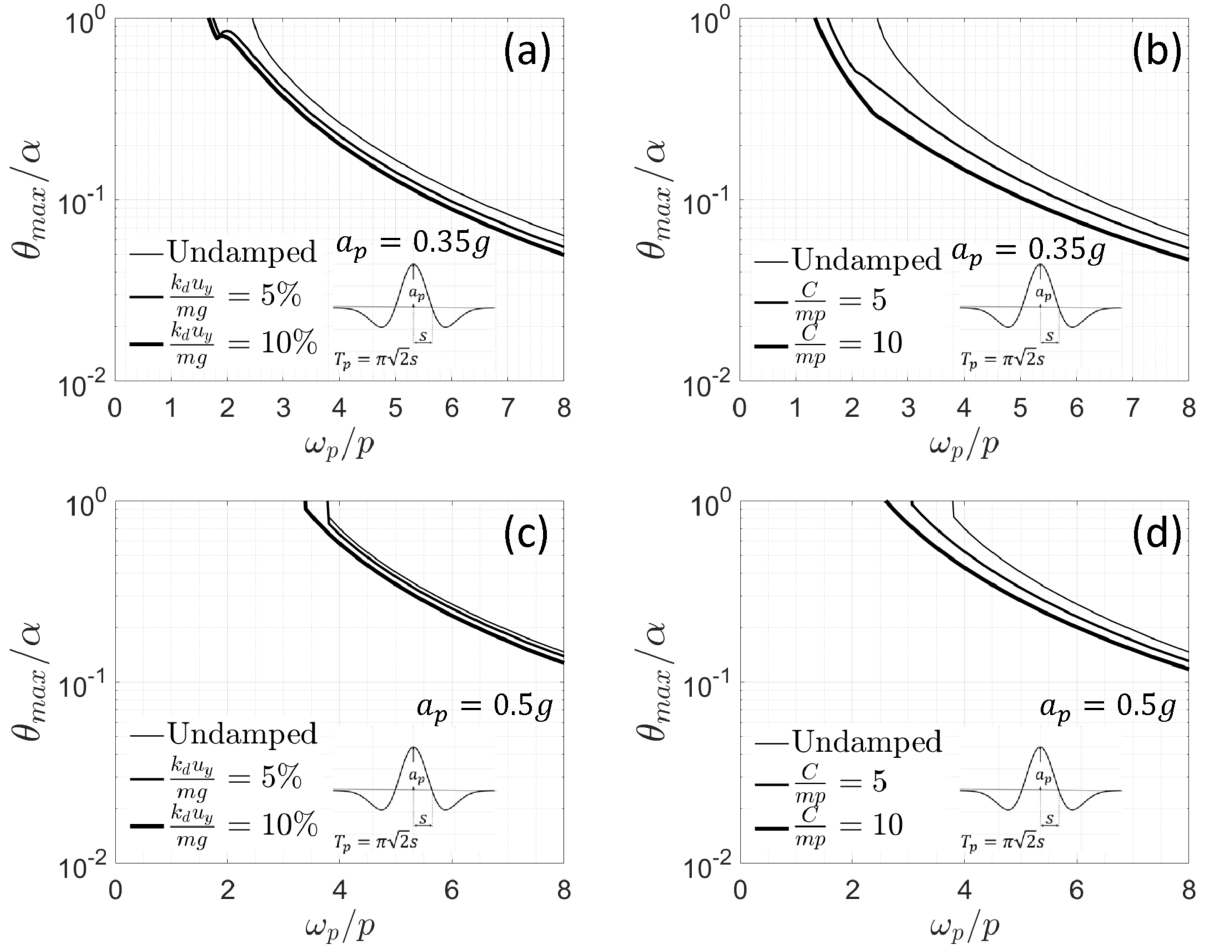 (a)
10^0
10^-1
10^-2
θ_max/α
a_p = 0.35g
Undamped
k_d u_y / mg = 5%
k_d u_y / mg = 10%
a_p
s
T_p = π√2s
0 1 2 3 4 5 6 7 8
ω_p/p
(b)
10^0
10^-1
10^-2
θ_max/α
Undamped a_p = 0.35g
C / mp = 5
C / mp = 10
a_p
s
T_p = π√2s
0 1 2 3 4 5 6 7 8
ω_p/p
(c)
10^0
10^-1
10^-2
θ_max/α
a_p = 0.5g
Undamped
k_d u_y / mg = 5%
k_d u_y / mg = 10%
a_p
s
T_p = π√2s
0 2 4 6 8
ω_p/p
(d)
10^0
10^-1
10^-2
θ_max/α
a_p = 0.5g
Undamped
C / mp = 5
C / mp = 10
a_p
s
T_p = π√2s
0 2 4 6 8
ω_p/p